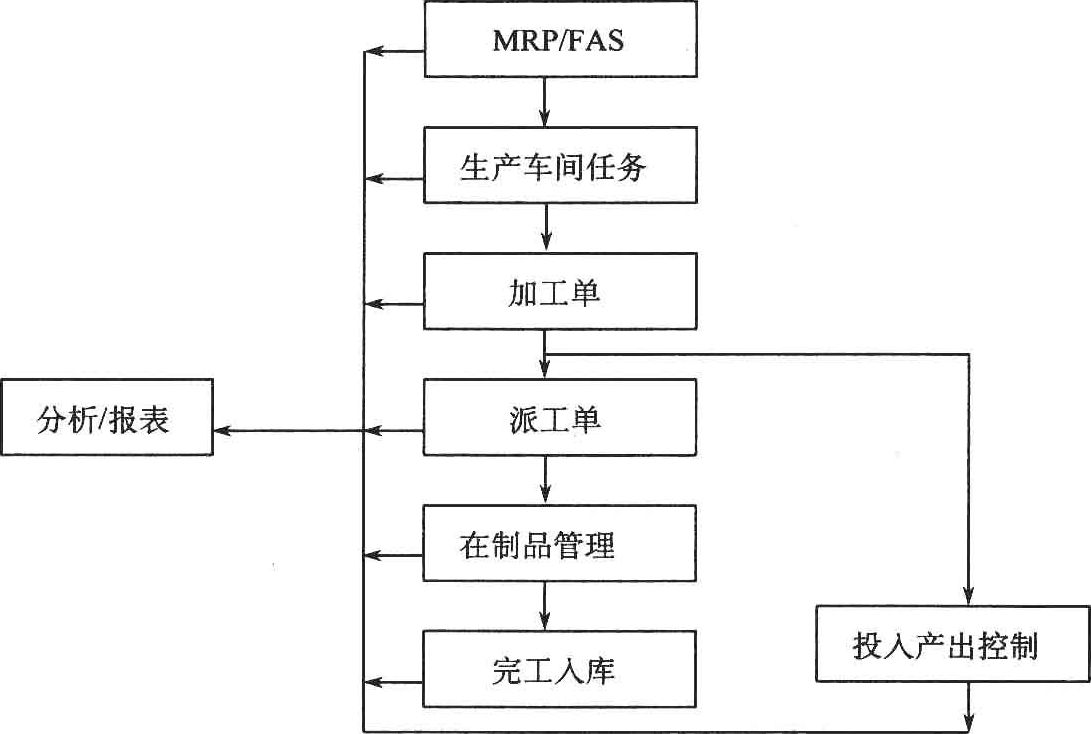 MRP/FAS
生产车间任务
加工单
派工单
分析/报表
在制品管理
完工入库
投入产出控制